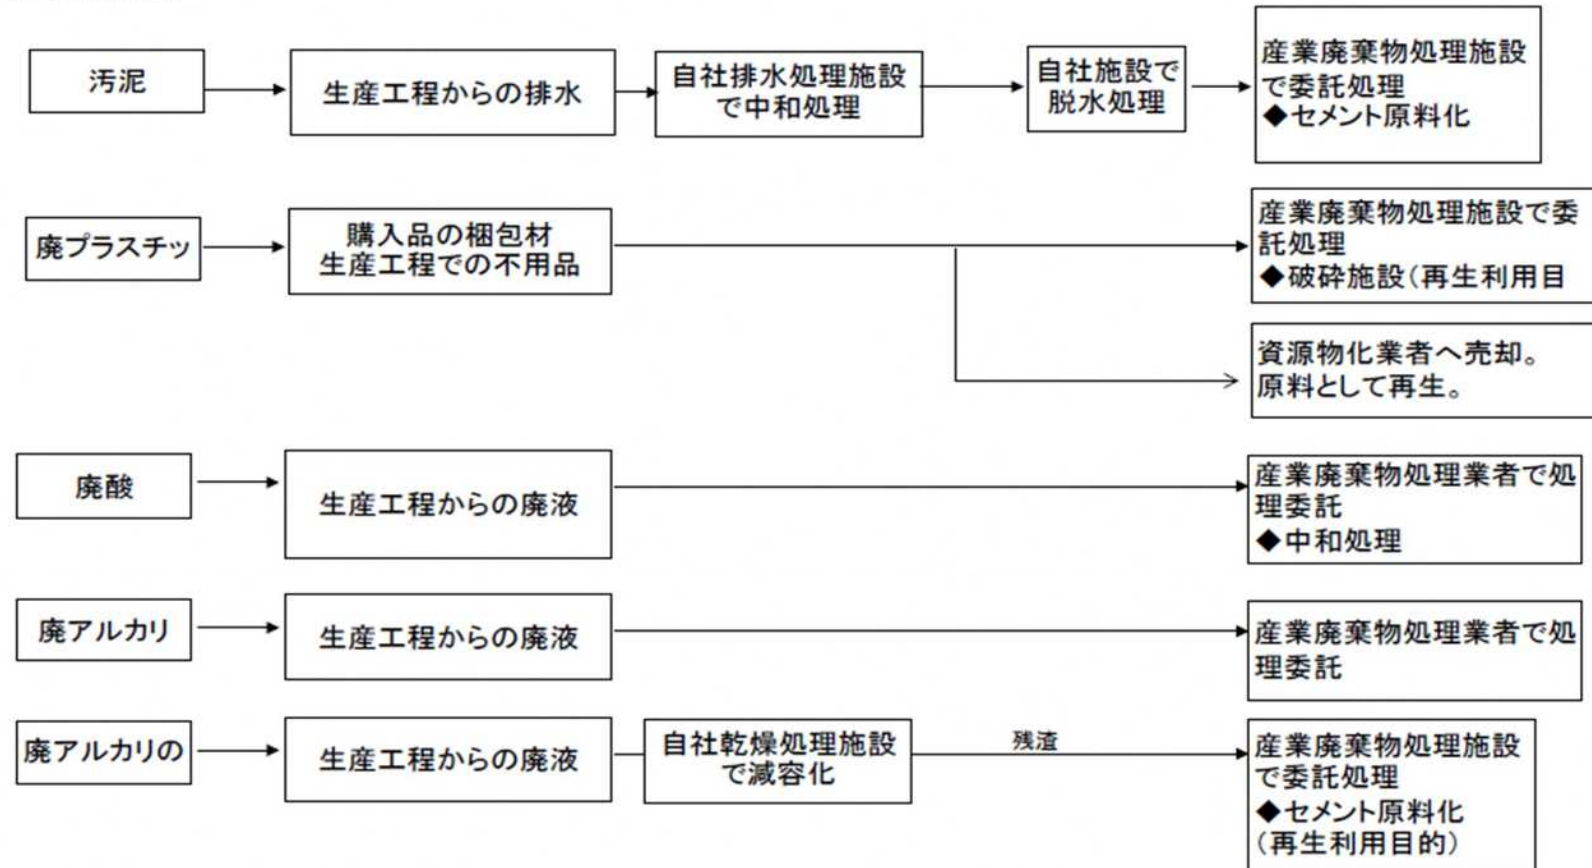 汚泥
生産工程からの排水
自社排水処理施設
で中和処理
自社施設で
脱水処理
産業廃棄物処理施設
で委託処理
◆セメント原料化
廃プラスチッ
購入品の梱包材
生産工程での不用品
産業廃棄物処理施設で委
託処理
◆破砕施設(再生利用目
資源物化業者へ売却。
原料として再生。
廃酸
生産工程からの廃液
産業廃棄物処理業者で処
理委託
◆中和処理
廃アルカリ
生産工程からの廃液
産業廃棄物処理業者で処
理委託
廃アルカリの
生産工程からの廃液
自社乾燥処理施設
で減容化
残渣
産業廃棄物処理施設
で委託処理
◆セメント原料化
(再生利用目的)